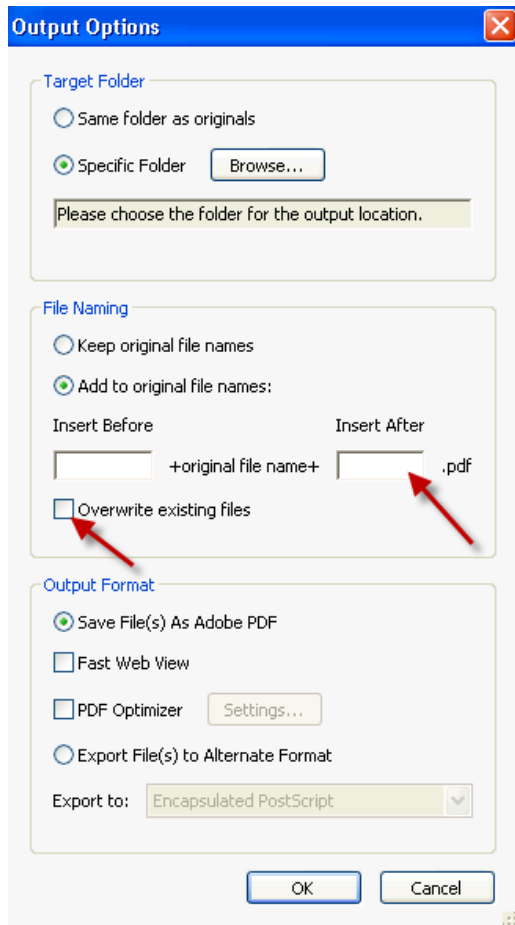 Output Options
Target Folder
Same folder as originals
Specific Folder Browse...
Please choose the folder for the output location.
File Naming
Keep original file names
Add to original file names:
Insert Before Insert After
+original file name+ .pdf
Overwrite existing files
Output Format
Save File(s) As Adobe PDF
Fast Web View
PDF Optimizer Settings...
Export File(s) to Alternate Format
Export to: Encapsulated PostScript
OK Cancel